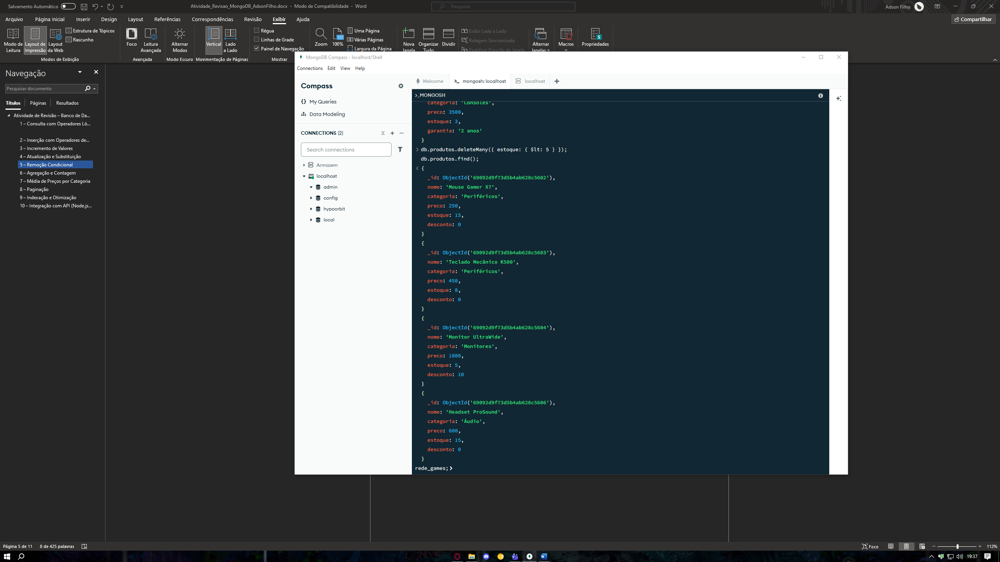 Salvamento Automático
Atividade_Revisao_MongoDB_AdsonFilho.docx - Modo de Compatibilidade - Word
Pesquisar
Adson Filho
Arquivo
Página Inicial
Inserir
Design
Layout
Referências
Correspondências
Revisão
Exibir
Ajuda
Compartilhar
Modo de Leitura
Layout de Impressão
Layout da Web
Estrutura de Tópicos
Rascunho
Modos de Exibição
Foco
Leitura Avançada
Avançada
Alternar Modos
Modo Escuro
Vertical
Lado a Lado
Movimentação de Páginas
Régua
Linhas de Grade
Painel de Navegação
Mostrar
Zoom
100
100%
Uma Página
Várias Páginas
Largura da Página
Nova Janela
Organizar Tudo
Dividir
Exibir Lado a Lado
Rolagem Sincronizada
Redefinir Posição da Janela
Alternar Janelas
Macros
S
Propriedades
Navegação
Pesquisar documento
Títulos
Páginas
Resultados
Atividade de Revisão – Banco de Da...
1 – Consulta com Operadores Ló...
2 – Inserção com Operadores de...
3 – Incremento de Valores
4 – Atualização e Substituição
5 – Remoção Condicional
6 – Agregação e Contagem
7 – Média de Preços por Categoria
8 – Paginação
9 – Indexação e Otimização
10 – Integração com API (Node.js...
MongoDB Compass - localhost/Shell
Connections
Edit
View
Help
Compass
My Queries
Data Modeling
CONNECTIONS (2)
Search connections
Armazem
localhost
admin
config
hypoorbit
local
Welcome
mongosh: localhost
localhost
>_MONGOSH
categoria: 'Consoles',
preco: 3500,
estoque: 3,
garantia: '2 anos'
}
> db.produtos.deleteMany({ estoque: { $lt: 5 } });
db.produtos.find();
< {
_id: ObjectId('69092d9f73d5b4ab628c5602'),
nome: 'Mouse Gamer X7',
categoria: 'Periféricos',
preco: 250,
estoque: 15,
desconto: 0
}
{
_id: ObjectId('69092d9f73d5b4ab628c5603'),
nome: 'Teclado Mecânico K500',
categoria: 'Periféricos',
preco: 450,
estoque: 8,
desconto: 0
}
{
_id: ObjectId('69092d9f73d5b4ab628c5604'),
nome: 'Monitor UltraWide',
categoria: 'Monitores',
preco: 1800,
estoque: 5,
desconto: 10
}
{
_id: ObjectId('69092d9f73d5b4ab628c5606'),
nome: 'Headset ProSound',
categoria: 'Áudio',
preco: 600,
estoque: 15,
desconto: 0
}
rede_games;>
Página 5 de 11
8 de 425 palavras
Foco
112%
19:37